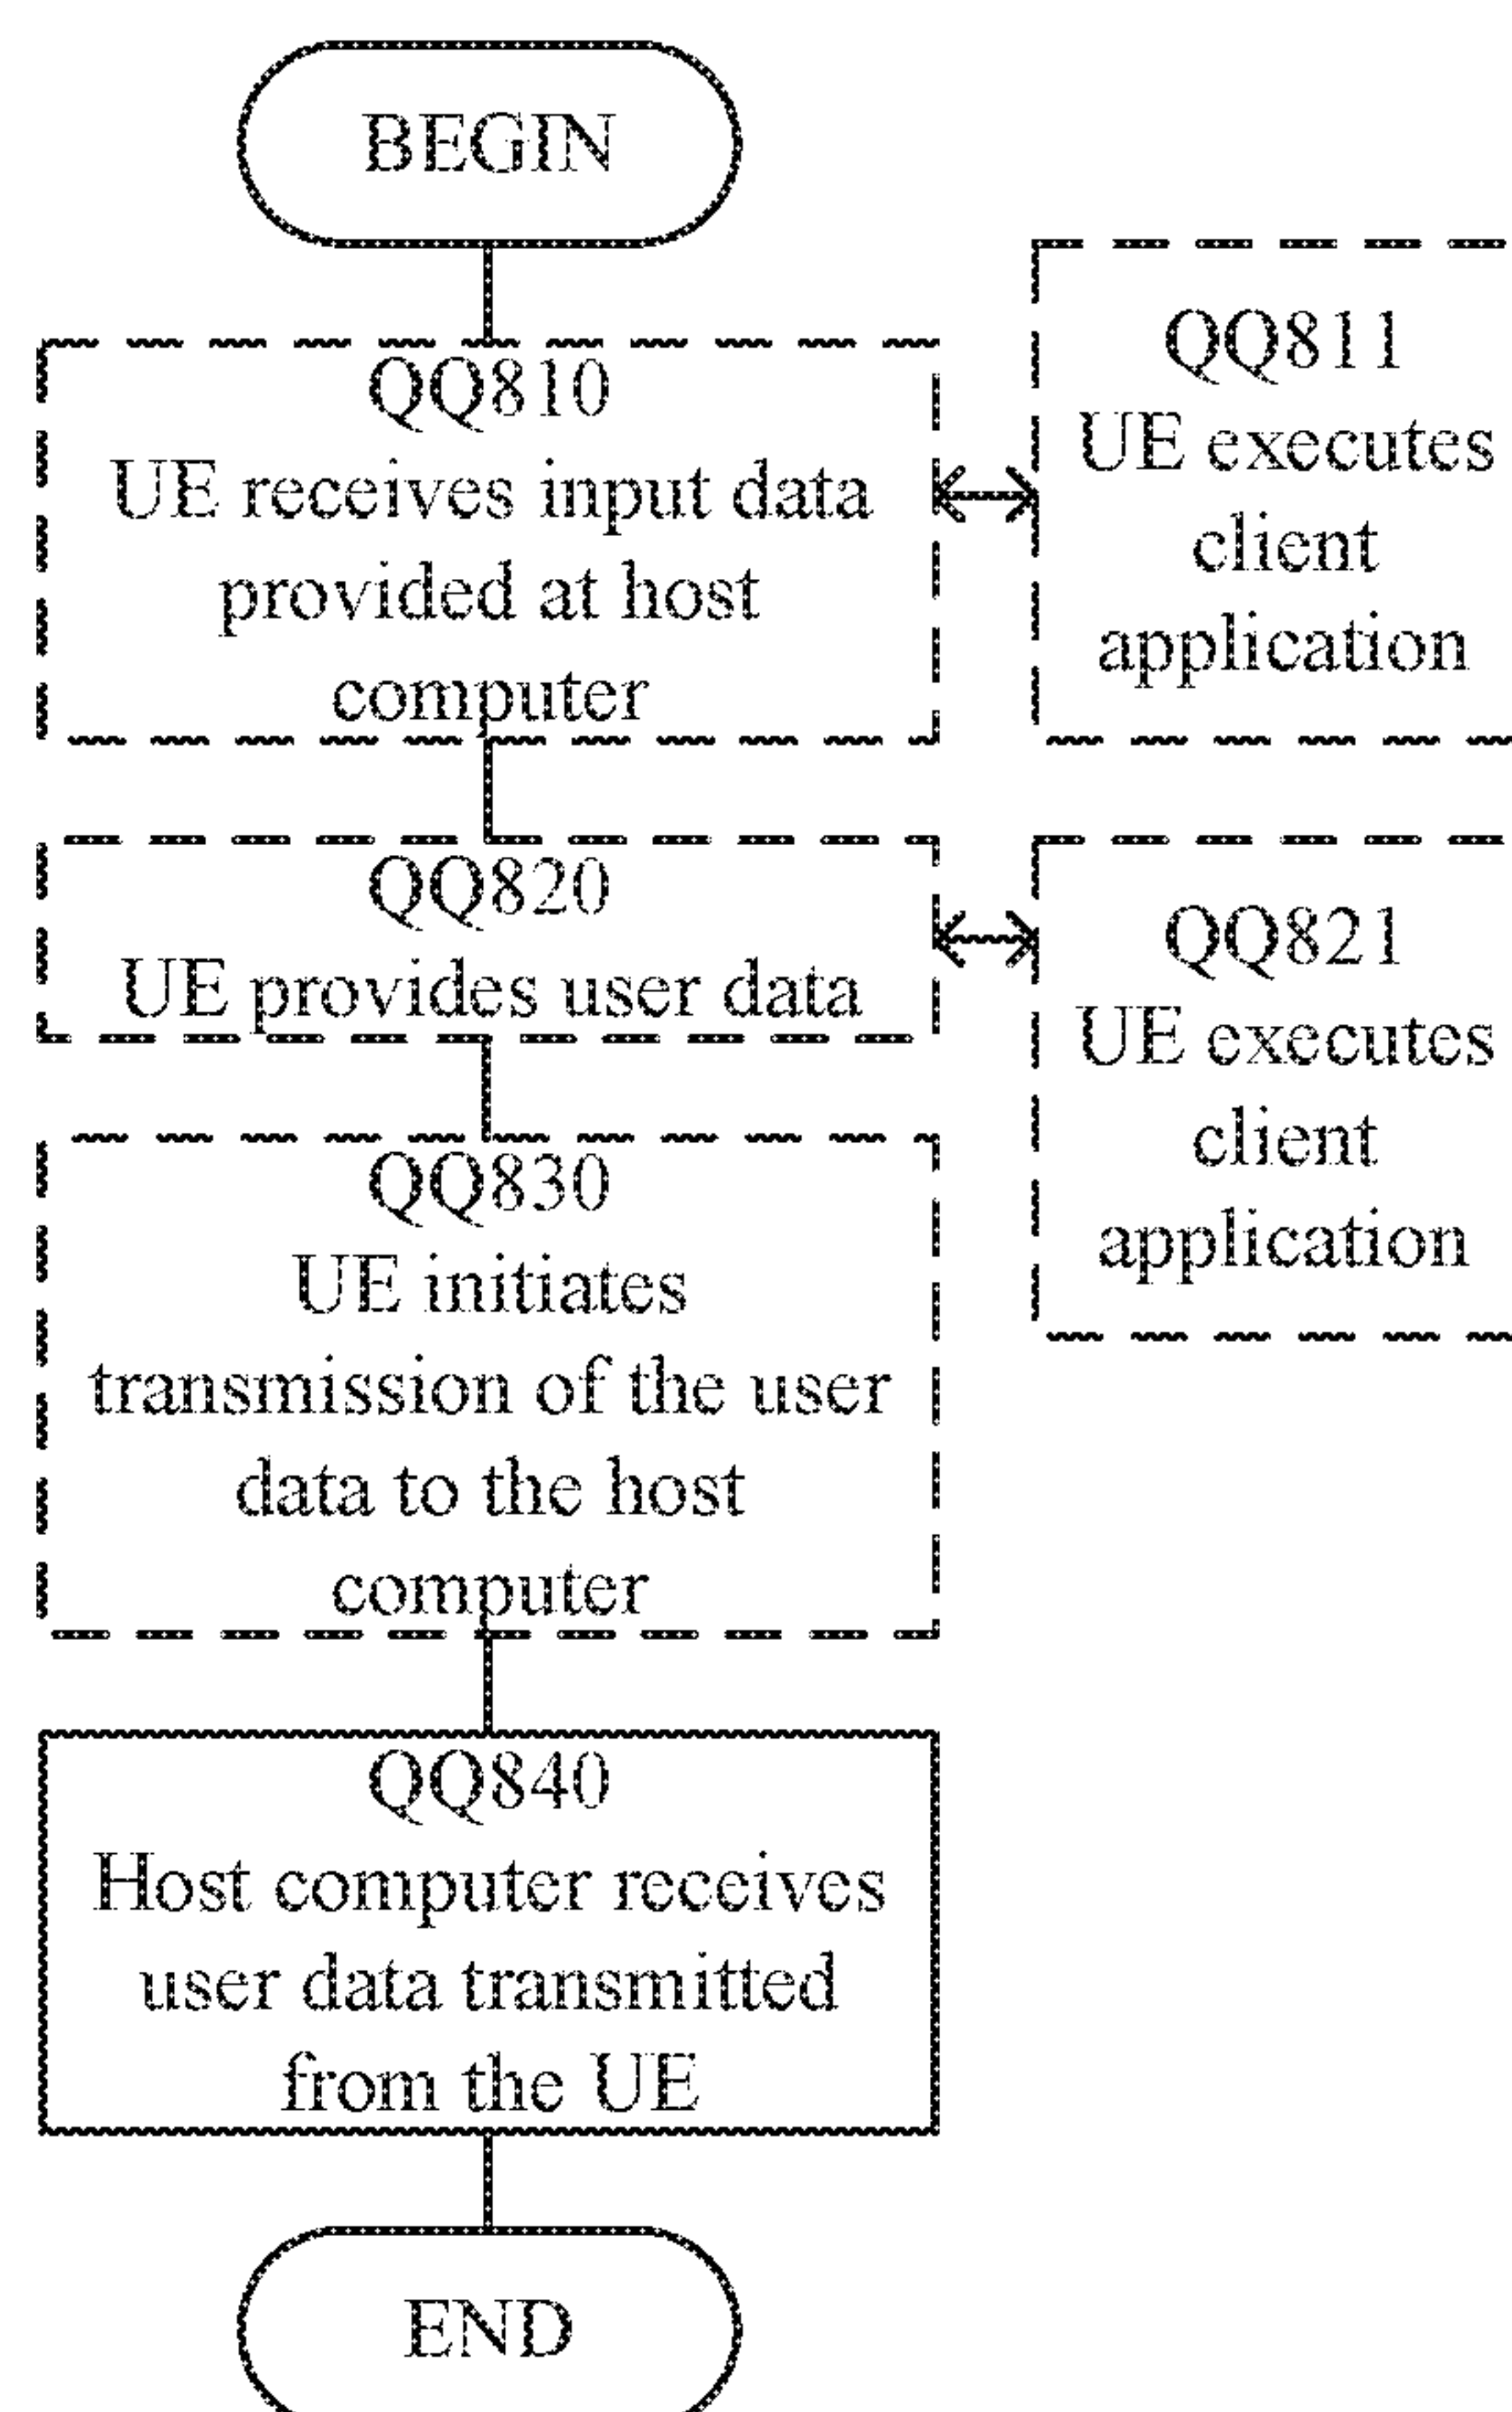 BEGIN
QQ810
UE receives input data
provided at host
computer
QQ811
UE executes
client
application
QQ820
UE provides user data
QQ821
UE executes
client
application
QQ830
UE initiates
transmission of the user
data to the host
computer
QQ840
Host computer receives
user data transmitted
from the UE
END